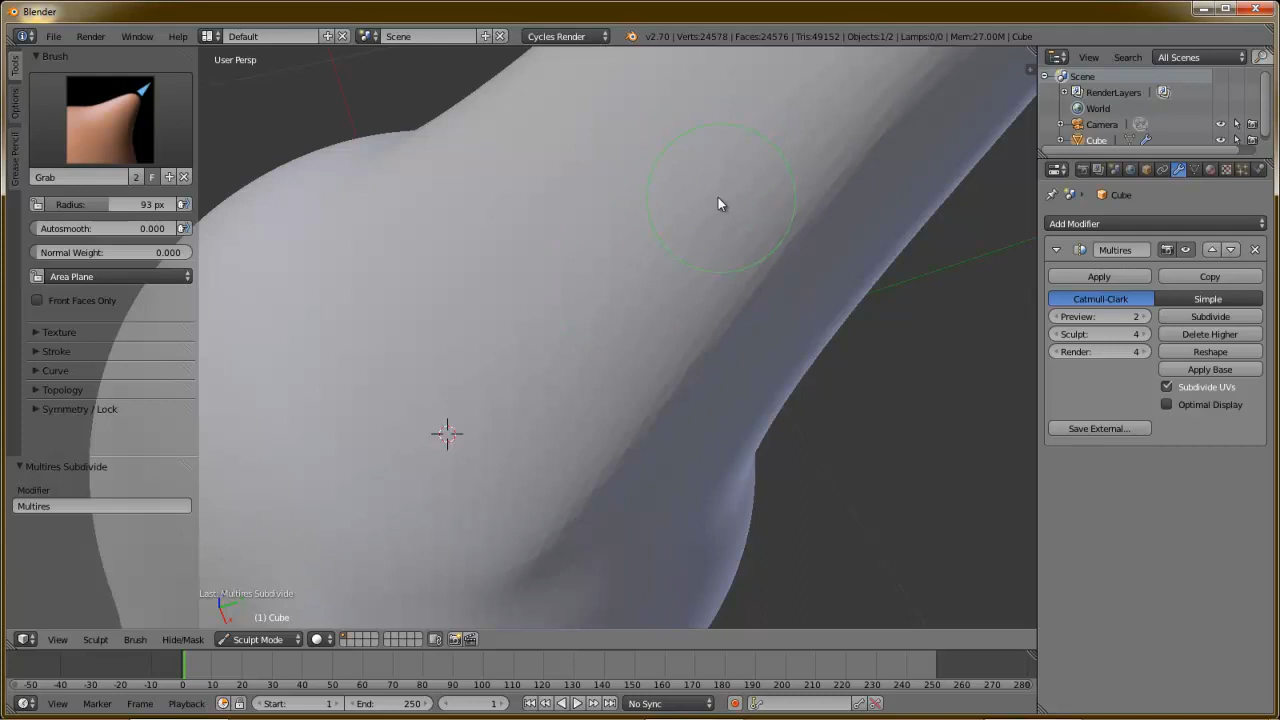 Blender
File Render Window Help Default Scene Cycles Render v2.70 | Verts:24578 | Faces:24576 | Tris:49152 | Objects:1/2 | Lamps:0/0 | Mem:27.00M | Cube
Tools
Options
Grease Pencil
Brush
Grab 2 F
Radius: 93 px
Autosmooth: 0.000
Normal Weight: 0.000
Area Plane
Front Faces Only
Texture
Stroke
Curve
Topology
Symmetry / Lock
Multires Subdivide
Modifier
Multires
User Persp
Last: Multires Subdivide
x
(1) Cube
View Sculpt Brush Hide/Mask Sculpt Mode
-50 -40 -30 -20 -10 0 10 20 30 40 50 60 70 80 90 100 110 120 130 140 150 160 170 180 190 200 210 220 230 240 250 260 270 280
View Marker Frame Playback Start: 1 End: 250 1 No Sync
View Search All Scenes
Scene
RenderLayers
World
Camera
Cube
Cube
Add Modifier
Multires
Apply Copy
Catmull-Clark Simple
Preview: 2 Subdivide
Sculpt: 4 Delete Higher
Render: 4 Reshape
Apply Base
Subdivide UVs
Optimal Display
Save External...